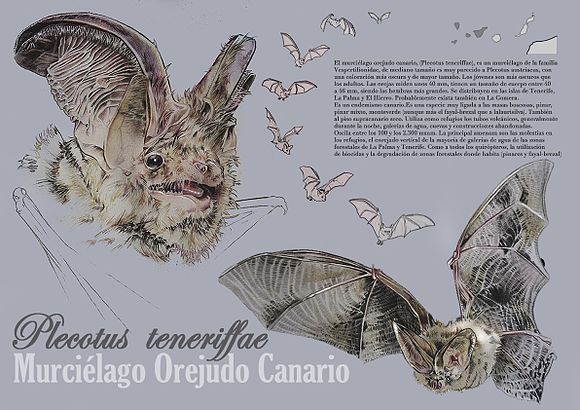 El murciélago orejudo canario, (Plecotus teneriffae), es un murciélago de la familia
Vespertilionidae, de mediano tamaño es muy parecido a Plecotus austriacus, con
una coloración más oscura y de mayor tamaño. Los jóvenes son más oscuros que
los adultos. Las orejas miden unos 40 mm, tienen un tamaño de cuerpo entre 40
a 46 mm, siendo las hembras más grandes. Se distribuyen en las islas de Tenerife,
La Palma y El Hierro. Probablemente exista también en La Gomera.
Es un endemismo canario. Es una especie muy ligada a las masas boscosas, pinar,
pinar mixto, monteverde (aunque más el fayal-brezal que a laurisilva). También
al piso supracanario seco. Utiliza como refugios los tubos volcánicos, generalmente
durante la noche, galerías de agua, cuevas y construcciones abandonadas.
Oscila entre los 100 y los 2.300 msnm. La principal amenaza son las molestias en
los refugios, el enrejado vertical de la mayoría de galerías de agua de las zonas
forestales de La Palma y Tenerife. Como a todos los quirópteros, la utilización
de biocidas y la degradación de zonas forestales donde habita (pinares y fayal-brezal)
Plecotus teneriffae
Murciélago Orejudo Canario